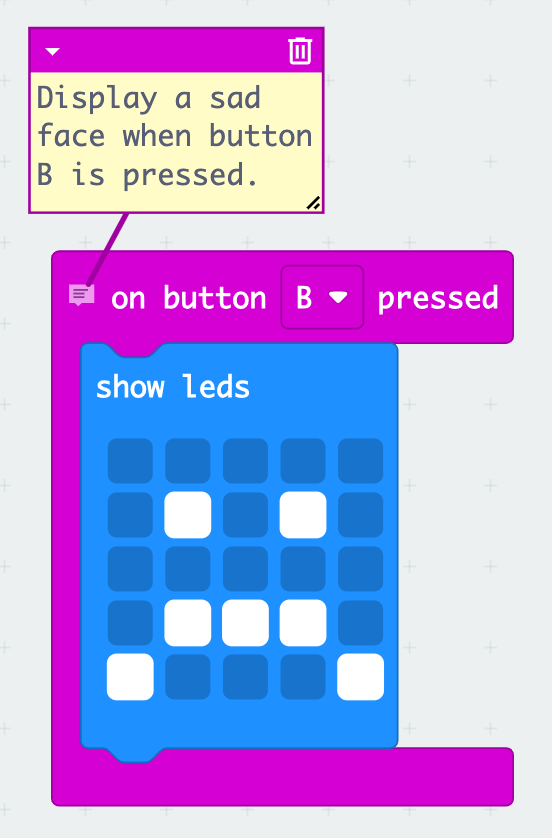 Display a sad
face when button
B is pressed.
on button B pressed
show leds